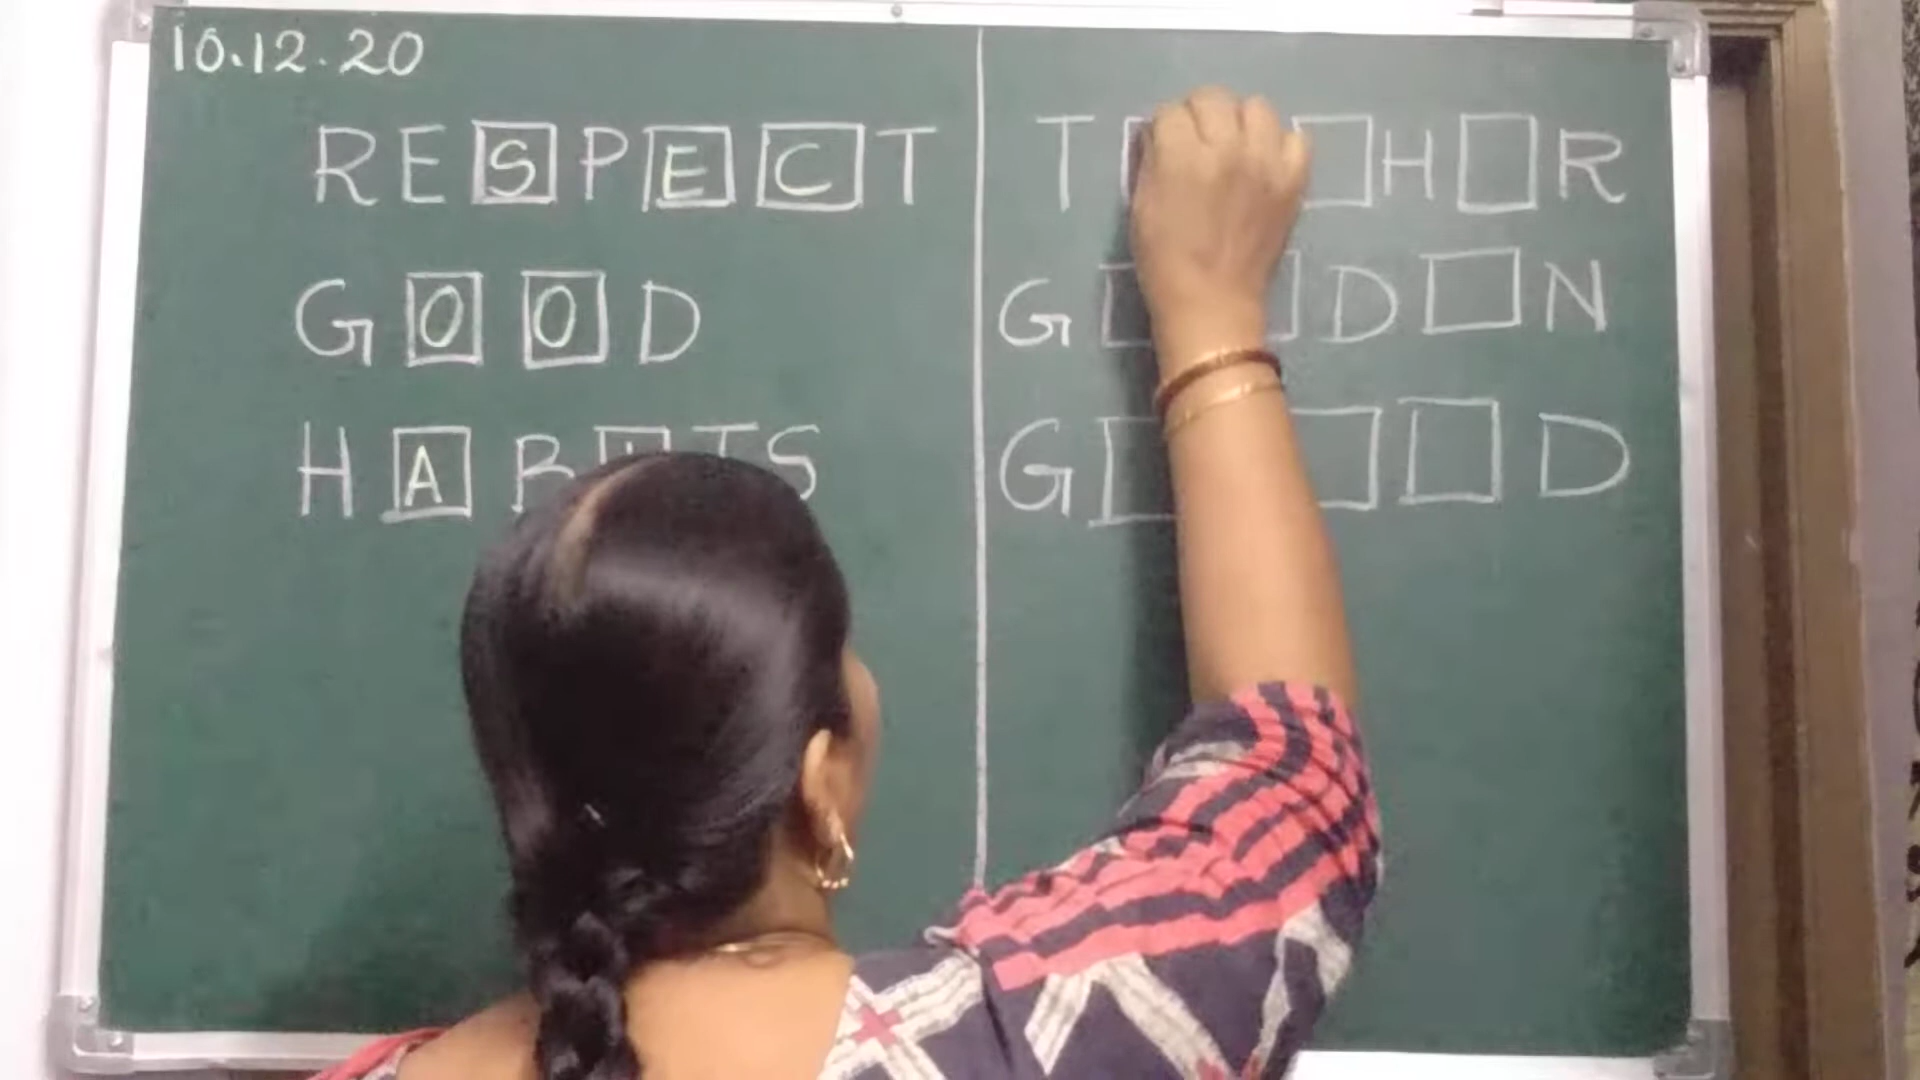 10.12.20
RESPECT
GOOD
HABITS
T H R
G D N
G D